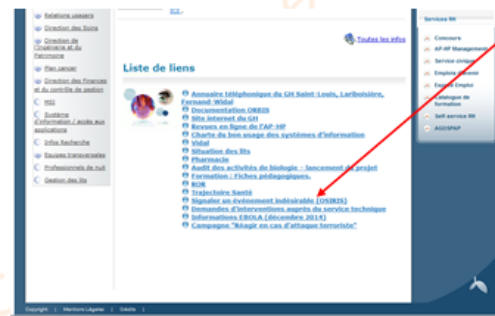 Relations usagers
Direction des Soins
Direction de
l'Ingénierie et du
Patrimoine
Plan cancer
Direction des Finances
et du contrôle de gestion
MSI
Système
d'information / accès aux
applications
Infos Recherche
Equipes transversales
Professionnels de nuit
Gestion des lits
Toutes les infos
Liste de liens
Annuaire téléphonique du GH Saint-Louis, Lariboisière,
Fernand-Widal
Documentation ORBIS
Site internet du GH
Revues en ligne de l'AP-HP
Charte du bon usage des systèmes d'information
Vidal
Situation des lits
Pharmacie
Audit des activités de biologie - lancement du projet
Formation : Fiches pédagogiques.
ROR
Trajectoire Santé
Signaler un événement indésirable (OSIRIS)
Demandes d'interventions auprès du service technique
Informations EBOLA (décembre 2014)
Campagne "Réagir en cas d'attaque terroriste"
Services RH
Concours
AP-HP Management
Service civique
Emplois d'avenir
Espace Emploi
Catalogue de
formation
Self service RH
AGOSPAP
Copyright | Mentions Légales | Crédits |